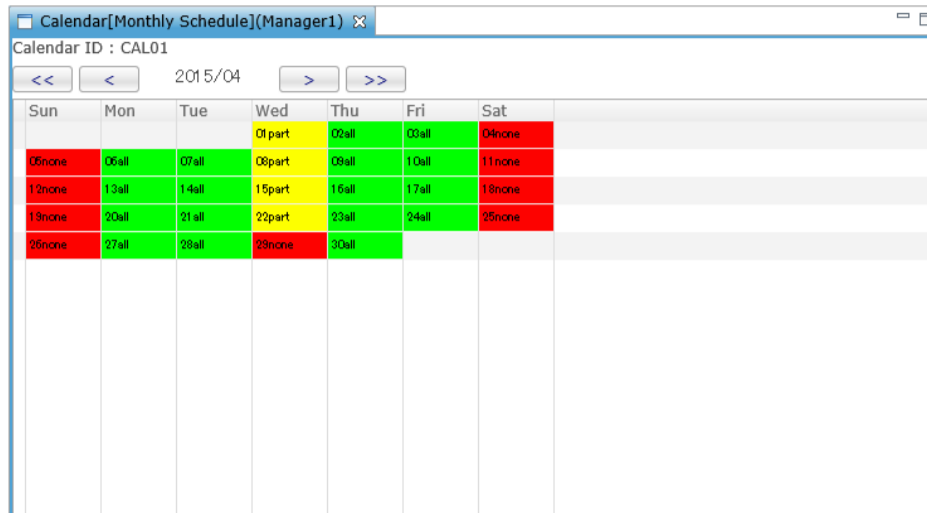 Calendar[Monthly Schedule](Manager1)
Calendar ID : CAL01
<< < 2015/04 > >>
Sun Mon Tue Wed Thu Fri Sat
01part 02all 03all 04none
05none 06all 07all 08part 09all 10all 11none
12none 13all 14all 15part 16all 17all 18none
19none 20all 21all 22part 23all 24all 25none
26none 27all 28all 29none 30all